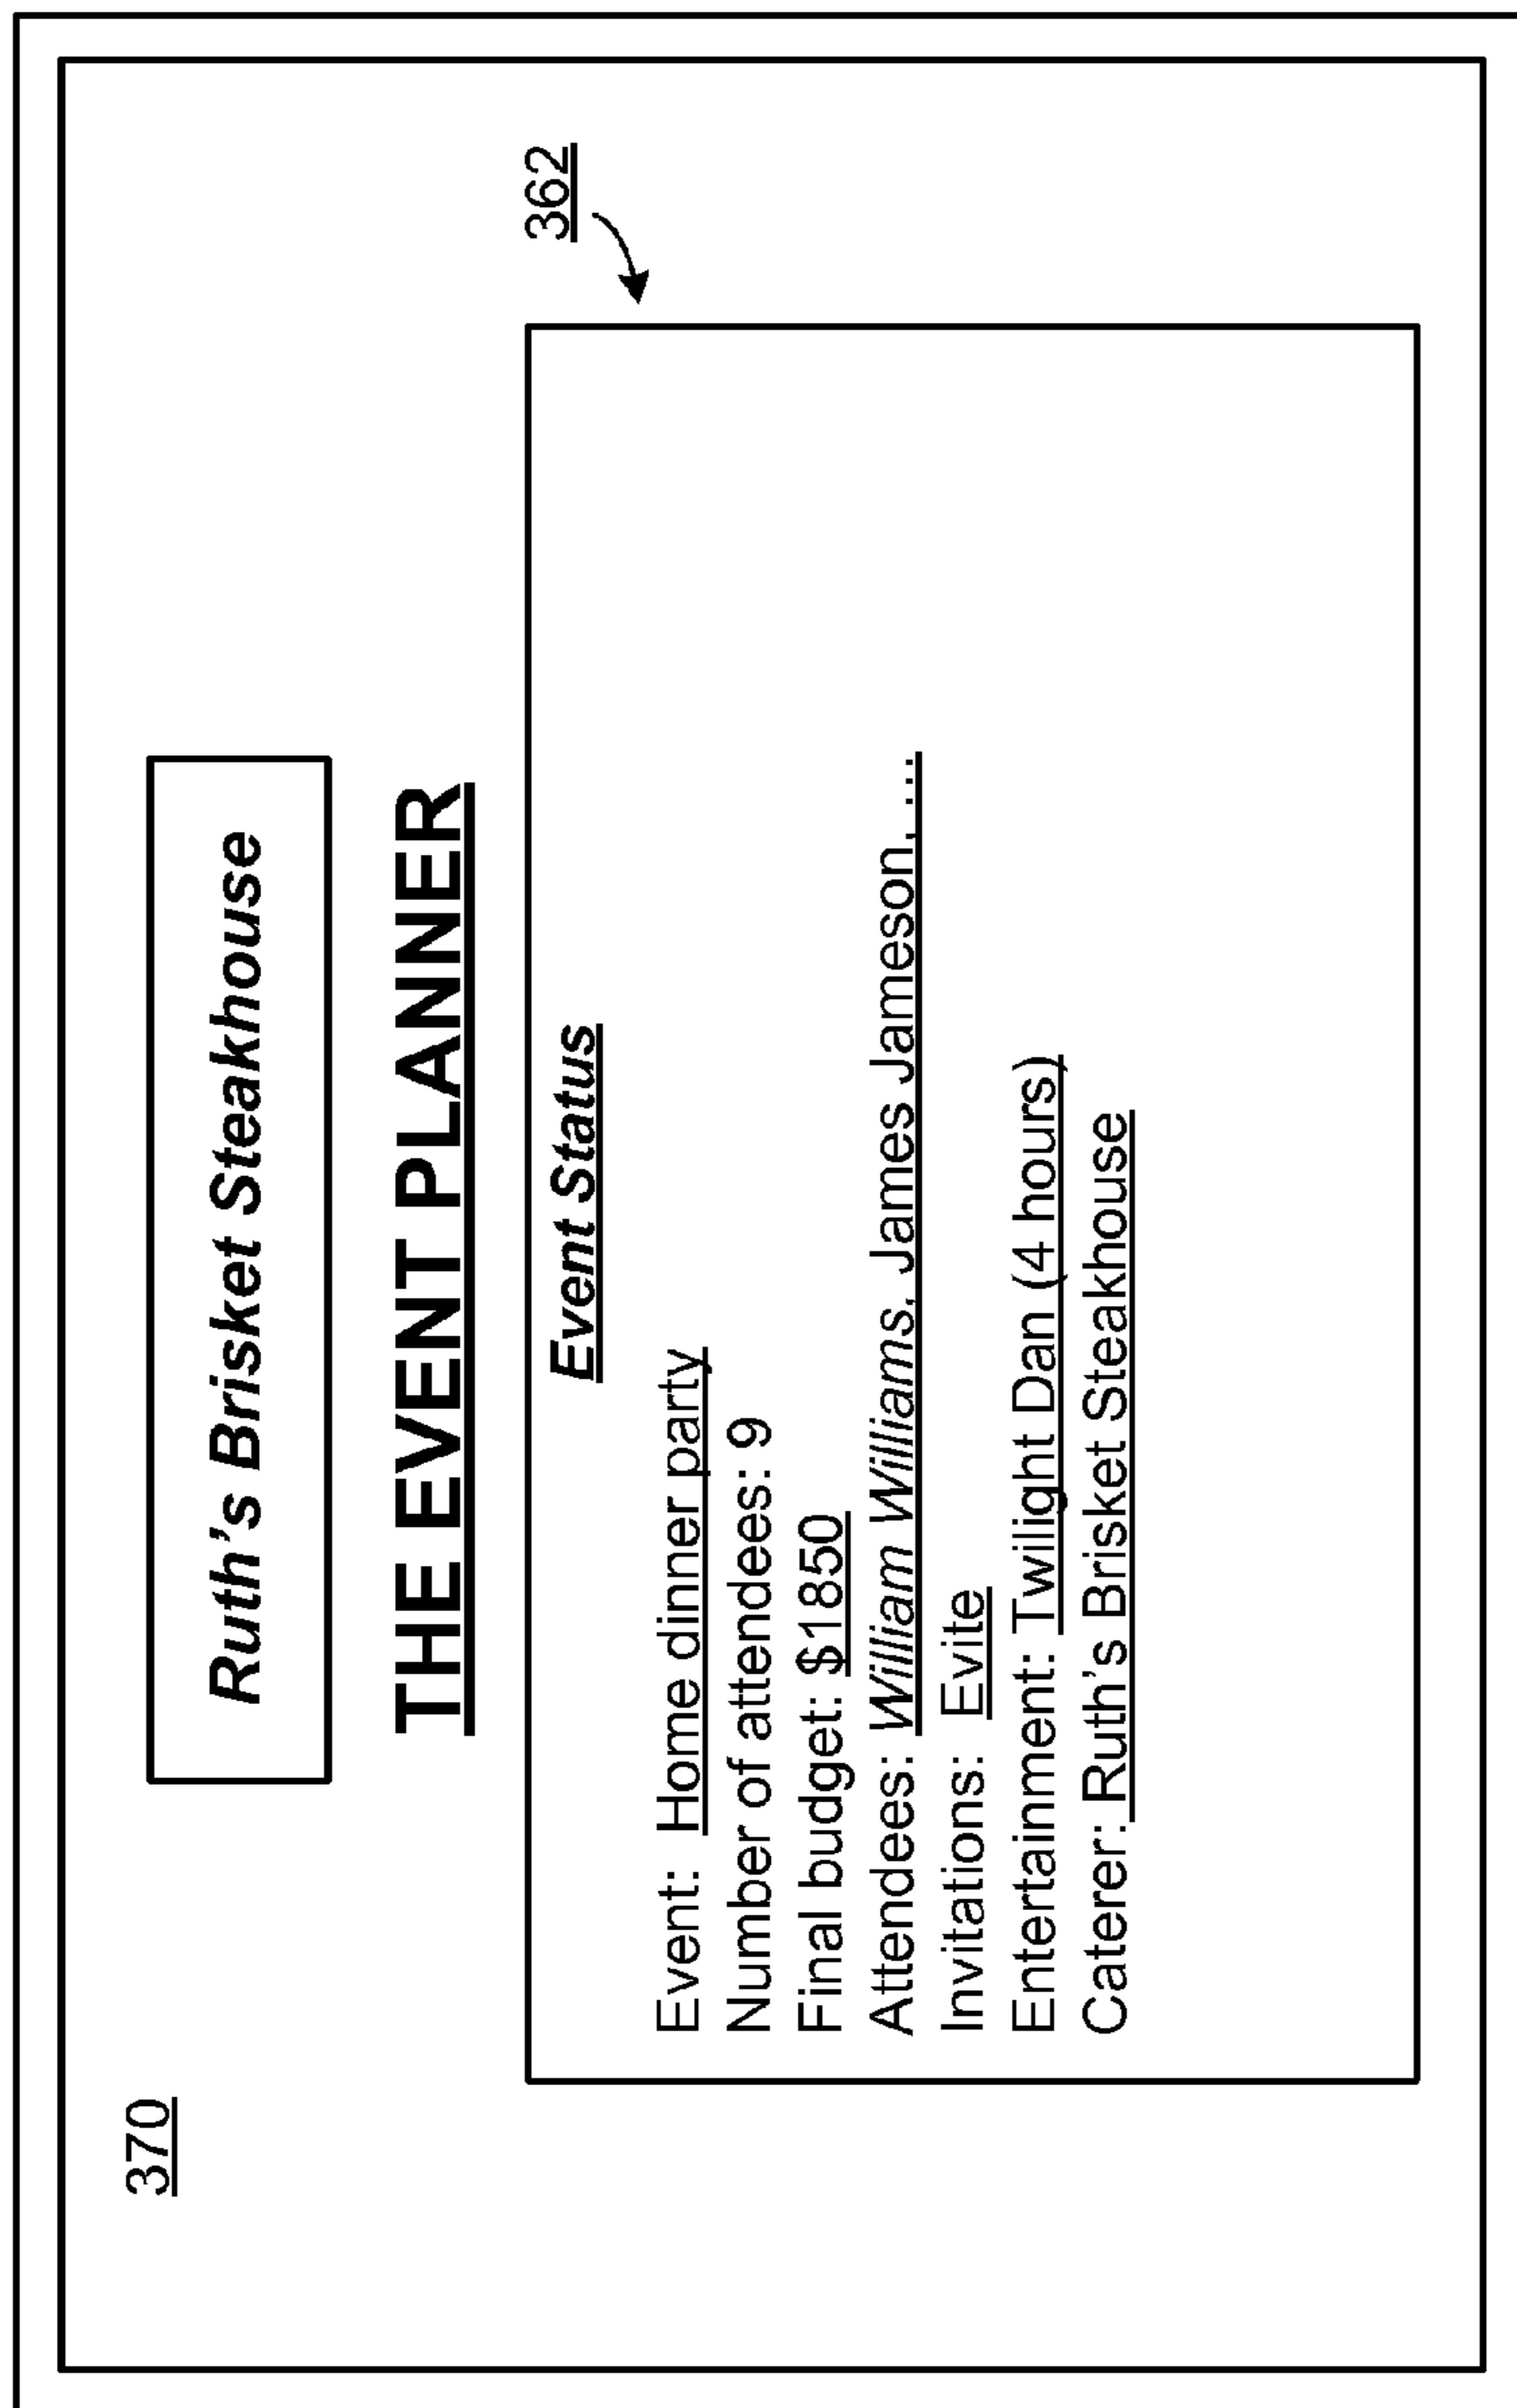 370
Ruth's Brisket Steakhouse
THE EVENT PLANNER
362
Event Status
Event: Home dinner party
Number of attendees: 9
Final budget: $1850
Attendees: William Williams, James Jameson, ...
Invitations: Evite
Entertainment: Twilight Dan (4 hours)
Caterer: Ruth's Brisket Steakhouse